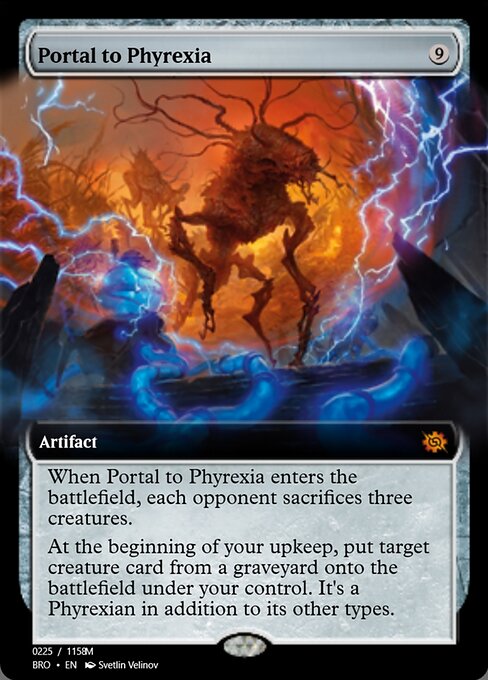 Portal to Phyrexia 9
Artifact
When Portal to Phyrexia enters the
battlefield, each opponent sacrifices three
creatures.
At the beginning of your upkeep, put target
creature card from a graveyard onto the
battlefield under your control. It's a
Phyrexian in addition to its other types.
0225 / 1158M
BRO • EN Svetlin Velinov